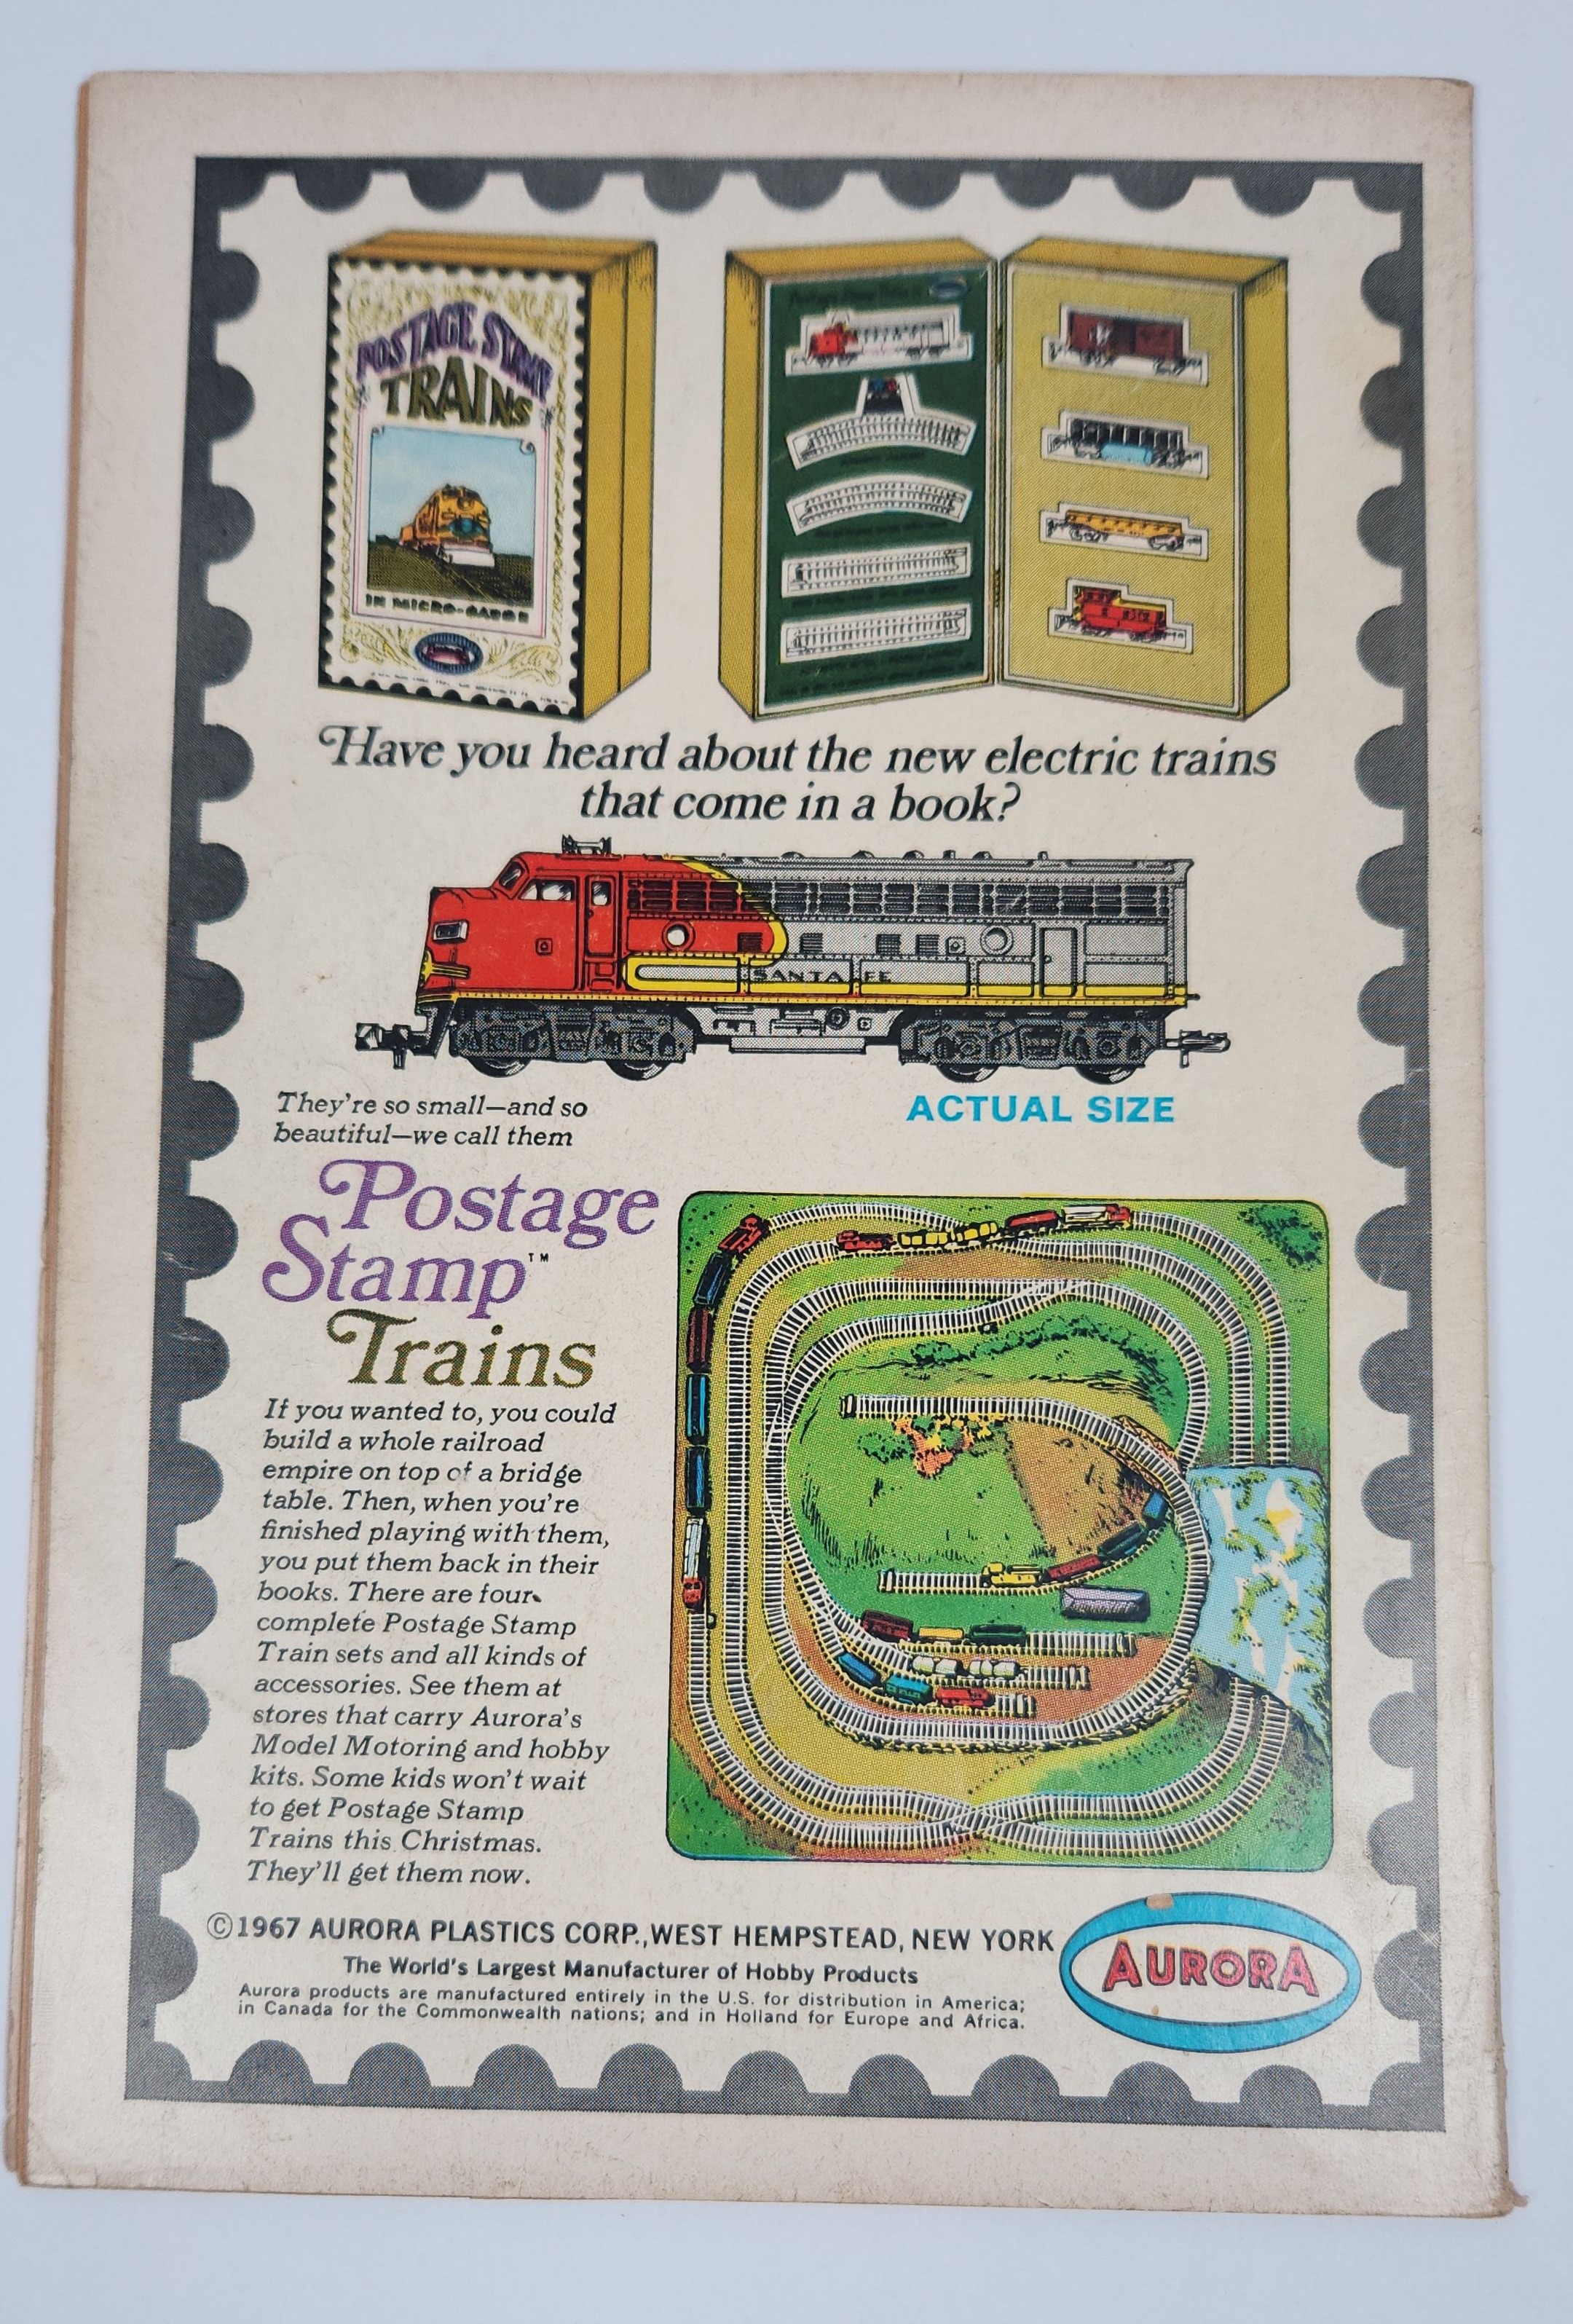 POSTAGE STAMP
TRAINS
IN MICRO-GAUGE
Have you heard about the new electric trains
that come in a book?
SANTA FE
They're so small—and so
beautiful—we call them
ACTUAL SIZE
Postage
Stamp™
Trains
If you wanted to, you could
build a whole railroad
empire on top of a bridge
table. Then, when you're
finished playing with them,
you put them back in their
books. There are four
complete Postage Stamp
Train sets and all kinds of
accessories. See them at
stores that carry Aurora's
Model Motoring and hobby
kits. Some kids won't wait
to get Postage Stamp
Trains this Christmas.
They'll get them now.
©1967 AURORA PLASTICS CORP., WEST HEMPSTEAD, NEW YORK
The World's Largest Manufacturer of Hobby Products
Aurora products are manufactured entirely in the U.S. for distribution in America;
in Canada for the Commonwealth nations; and in Holland for Europe and Africa.
AURORA